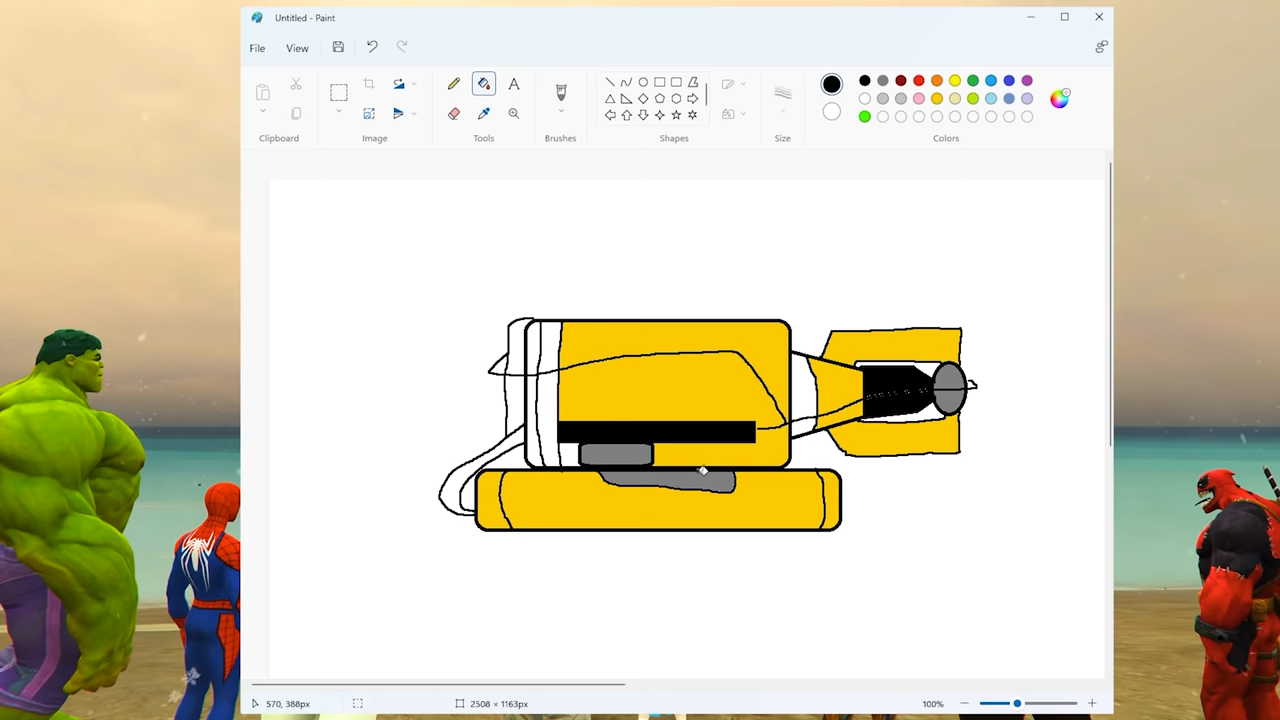 Untitled - Paint
File View
Clipboard Image Tools Brushes Shapes Size Colors
570, 388px 2508 × 1163px 100%